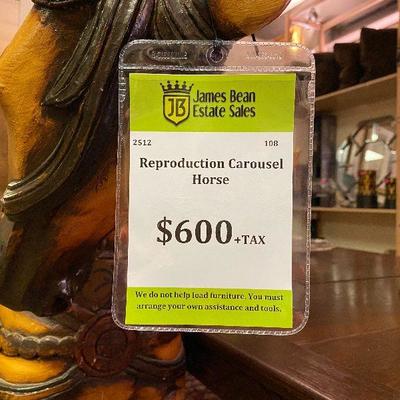 JB James Bean
Estate Sales
2512 108
Reproduction Carousel
Horse
$600+TAX
We do not help load furniture. You must
arrange your own assistance and tools.